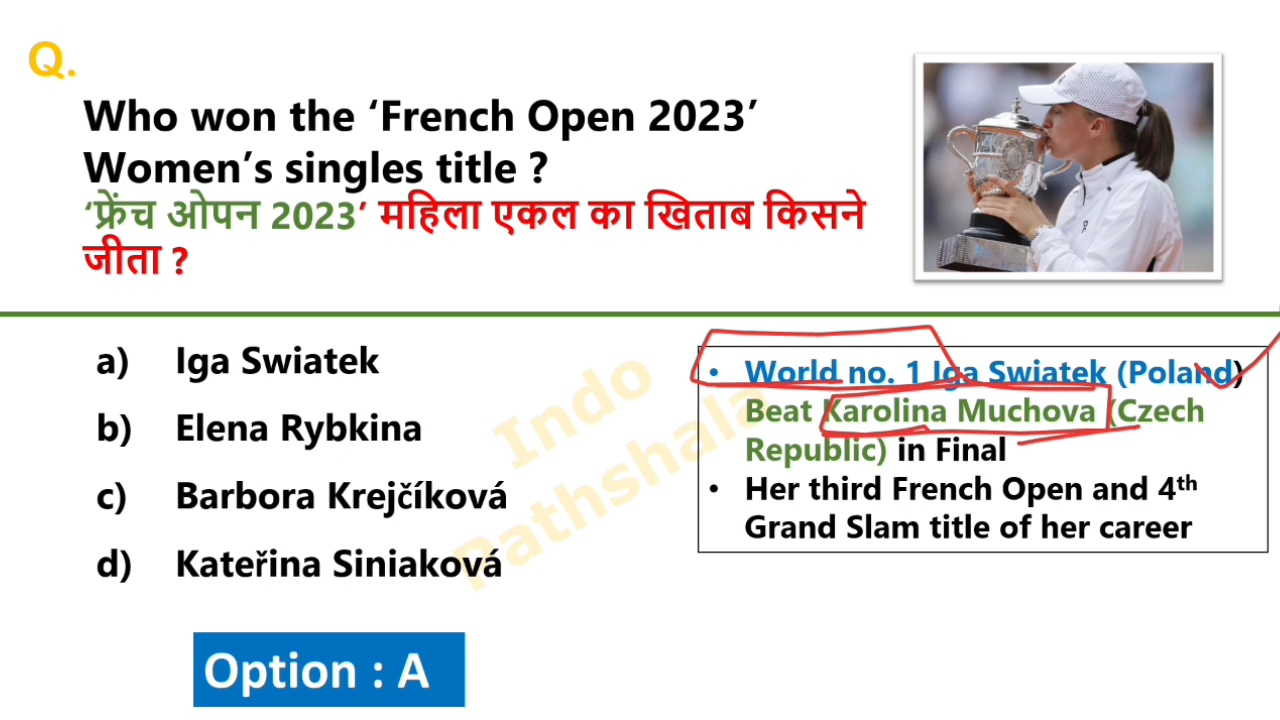 Q.
Who won the ‘French Open 2023’
Women’s singles title ?
‘फ्रेंच ओपन 2023’ महिला एकल का खिताब किसने
जीता ?
a) Iga Swiatek
b) Elena Rybkina
c) Barbora Krejčíková
d) Kateřina Siniaková
Option : A
• World no. 1 Iga Swiatek (Poland)
Beat Karolina Muchova (Czech
Republic) in Final
• Her third French Open and 4th
Grand Slam title of her career
Indo
Pathshala